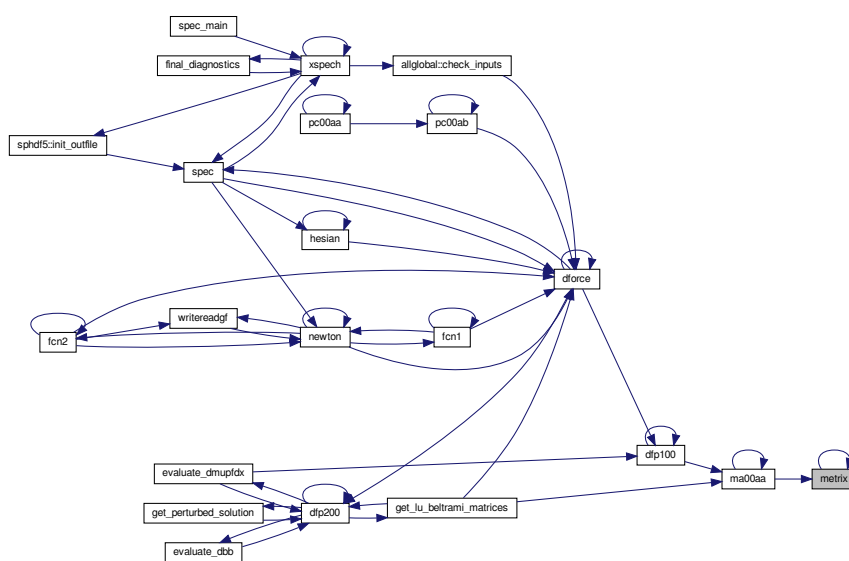 spec_main
final_diagnostics
xspech
allglobal::check_inputs
pc00aa
pc00ab
sphdf5::init_outfile
spec
hesian
dforce
writereadgf
fcn2
newton
fcn1
dfp100
evaluate_dmupfdx
ma00aa
metrix
get_perturbed_solution
dfp200
get_lu_beltrami_matrices
evaluate_dbb